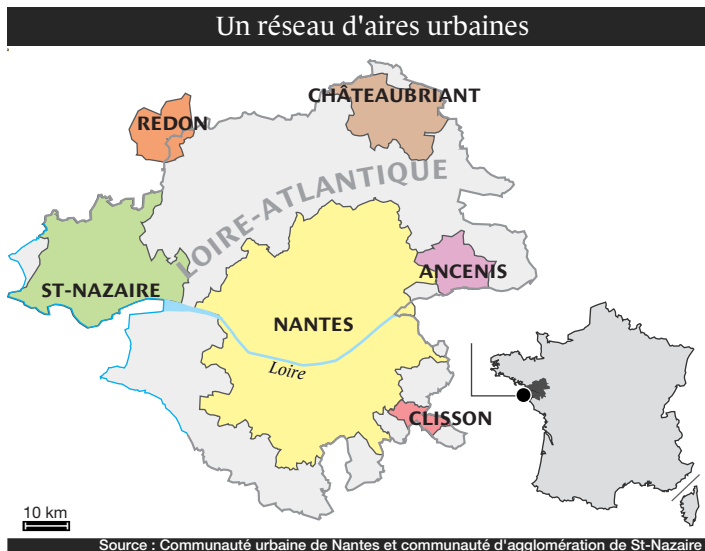 Un réseau d'aires urbaines
CHÂTEAUBRIANT
REDON
LOIRE-ATLANTIQUE
ANCENIS
ST-NAZAIRE
NANTES
Loire
CLISSON
10 km
Source : Communauté urbaine de Nantes et communauté d'agglomération de St-Nazaire